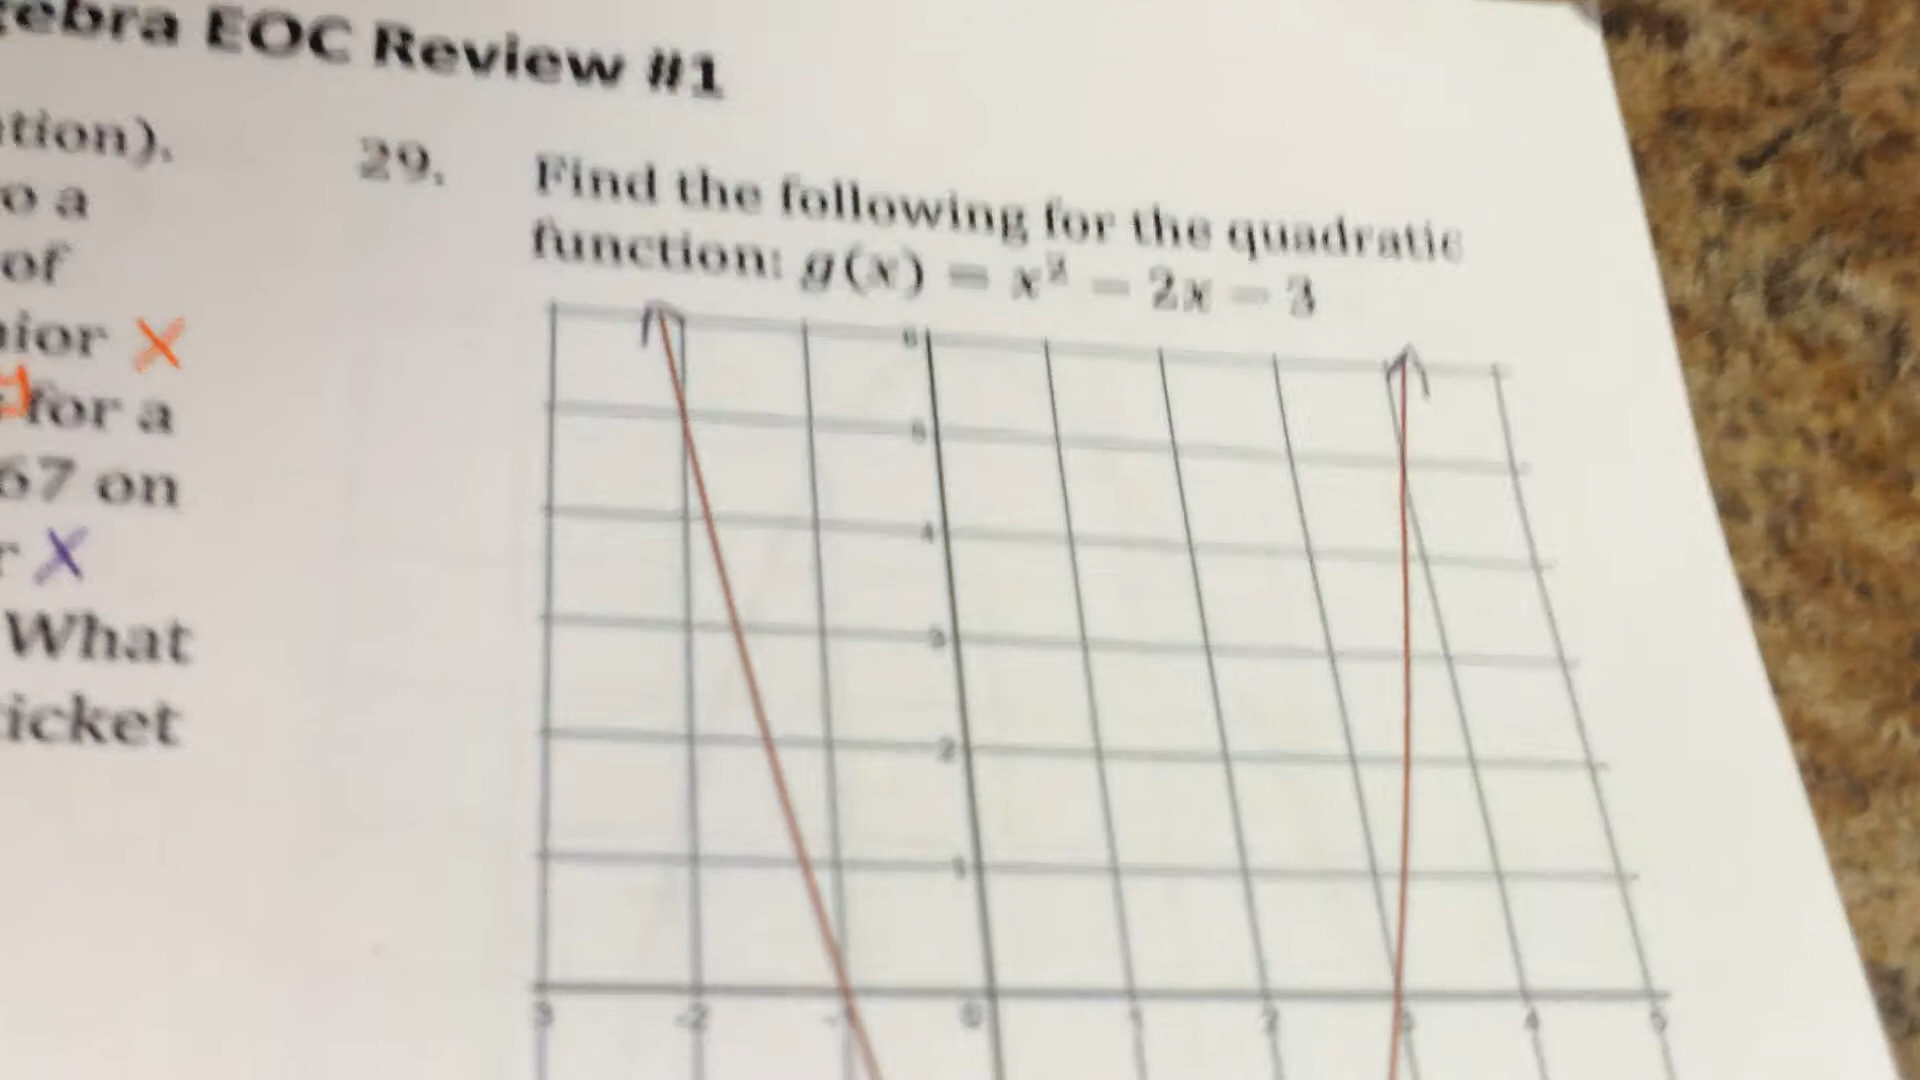 EOC Review #1
tion).
o a
of
ior X
for a
67 on
r X
What
icket
29. Find the following for the quadratic
function: g(x) = x² - 2x - 3
6
5
4
3
2
1
3 -2 -1 0 1 2 3 4 5